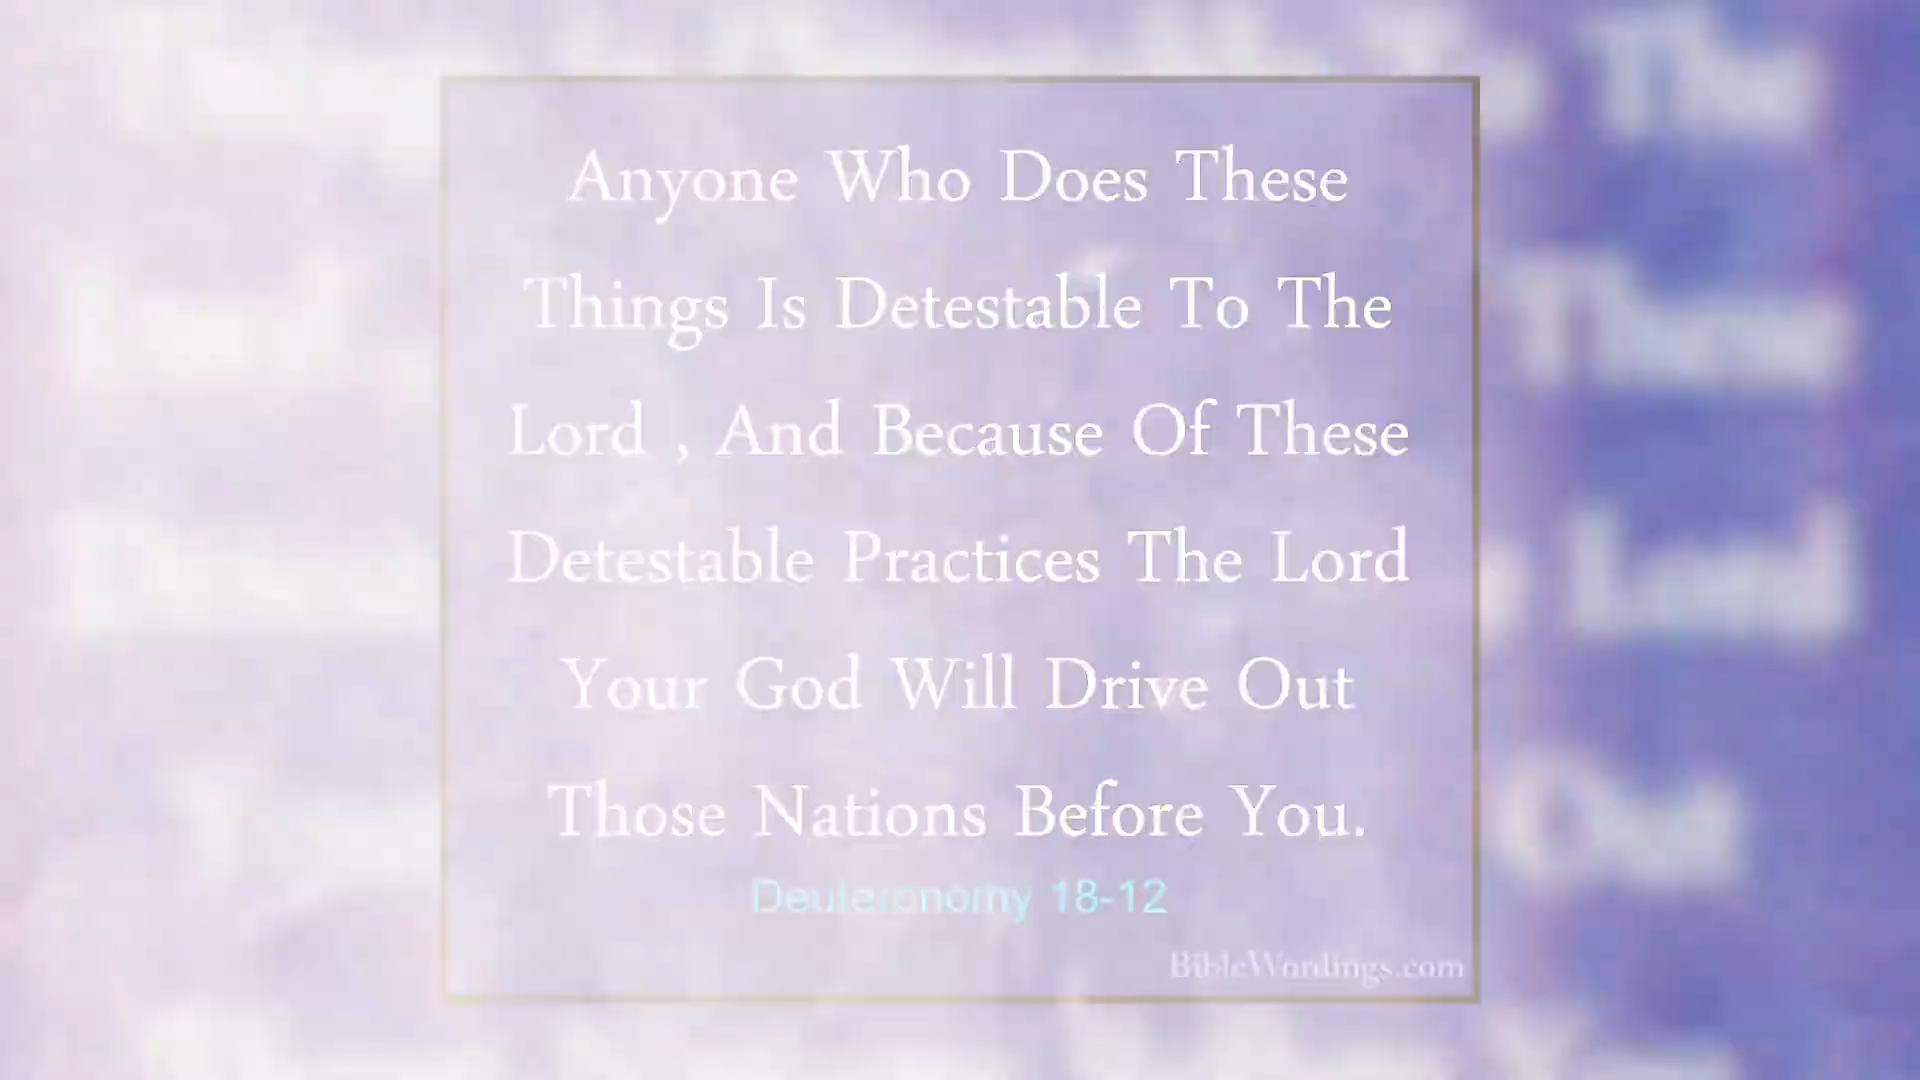 Anyone Who Does These
Things Is Detestable To The
Lord , And Because Of These
Detestable Practices The Lord
Your God Will Drive Out
Those Nations Before You.
Deuteronomy 18-12
BibleWordings.com